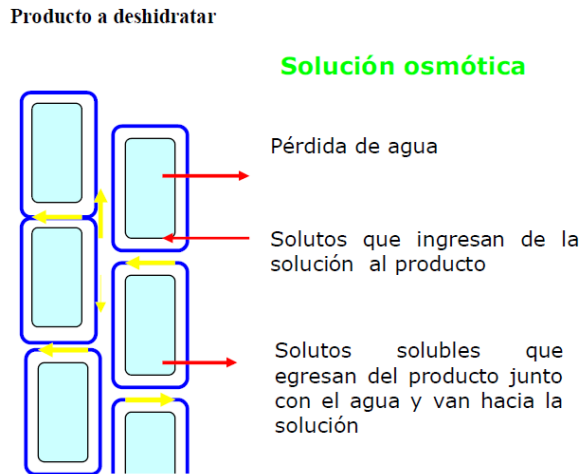 Producto a deshidratar
Solución osmótica
Pérdida de agua
Solutos que ingresan de la
solución al producto
Solutos solubles que
egresan del producto junto
con el agua y van hacia la
solución